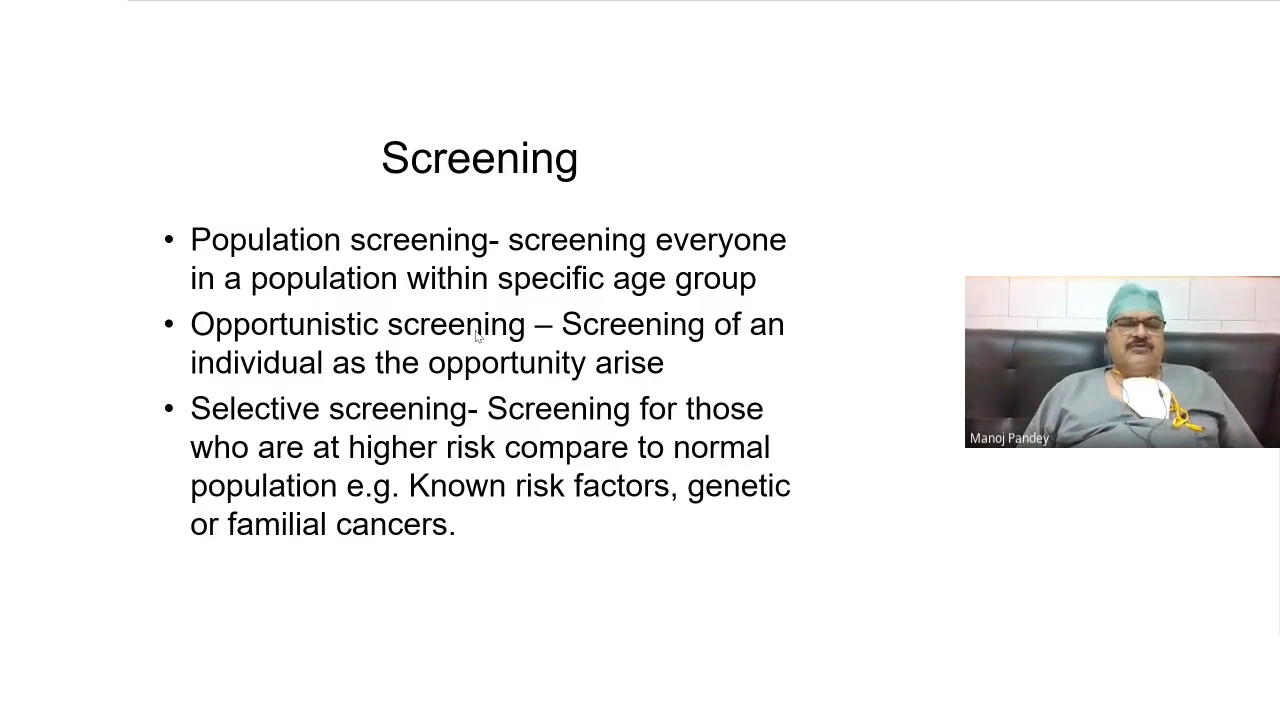 Screening
• Population screening- screening everyone
in a population within specific age group
• Opportunistic screening – Screening of an
individual as the opportunity arise
• Selective screening- Screening for those
who are at higher risk compare to normal
population e.g. Known risk factors, genetic
or familial cancers.
Manoj Pandey